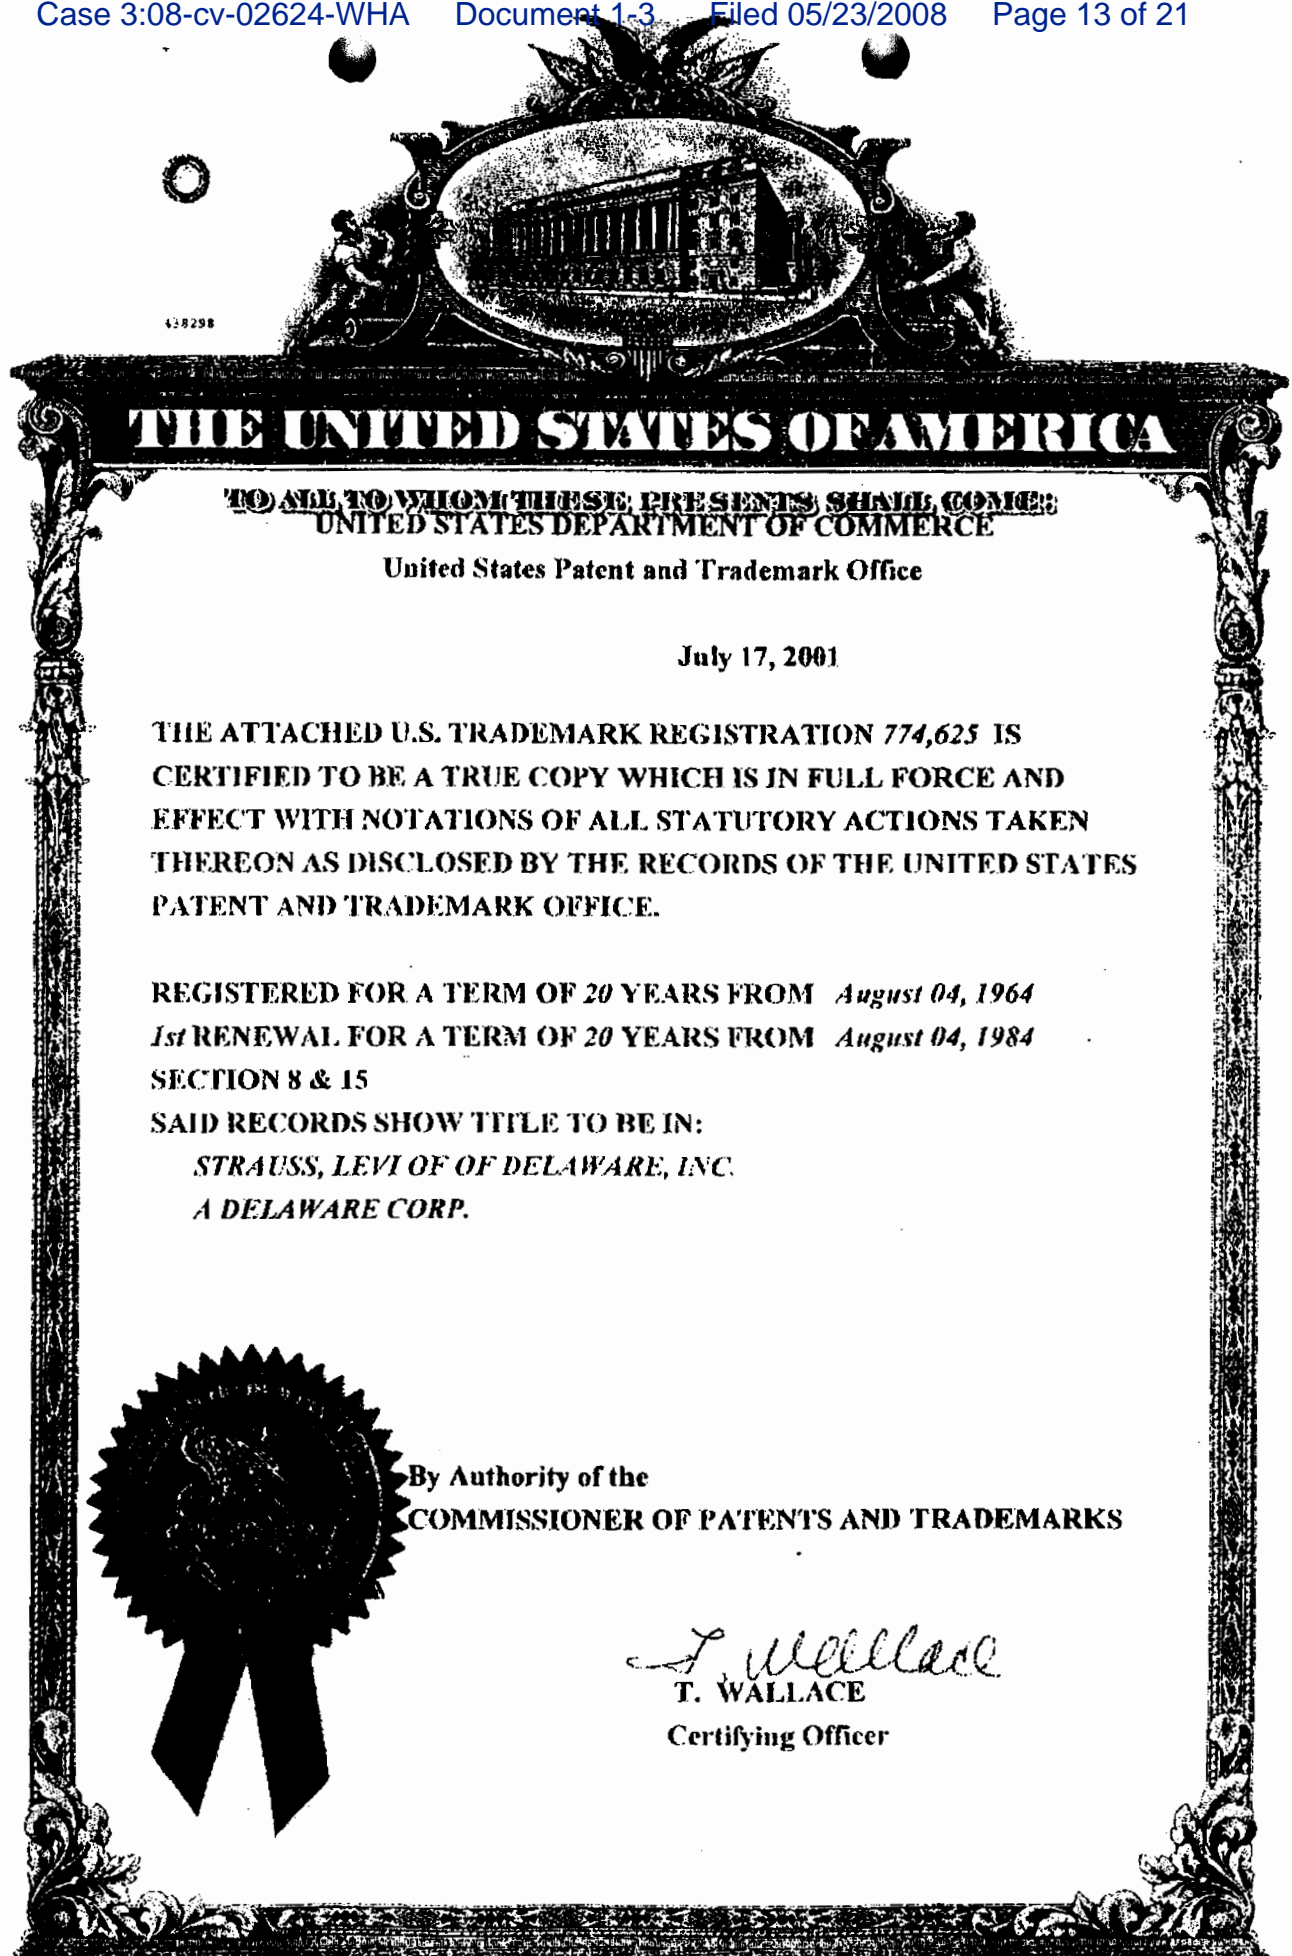 Case 3:08-cv-02624-WHA Document 1-3 Filed 05/23/2008 Page 13 of 21
438298
THE UNITED STATES OF AMERICA
TO ALL TO WHOM THESE PRESENTS SHALL COME:
UNITED STATES DEPARTMENT OF COMMERCE
United States Patent and Trademark Office
July 17, 2001
THE ATTACHED U.S. TRADEMARK REGISTRATION 774,625 IS
CERTIFIED TO BE A TRUE COPY WHICH IS IN FULL FORCE AND
EFFECT WITH NOTATIONS OF ALL STATUTORY ACTIONS TAKEN
THEREON AS DISCLOSED BY THE RECORDS OF THE UNITED STATES
PATENT AND TRADEMARK OFFICE.
REGISTERED FOR A TERM OF 20 YEARS FROM August 04, 1964
1st RENEWAL FOR A TERM OF 20 YEARS FROM August 04, 1984
SECTION 8 & 15
SAID RECORDS SHOW TITLE TO BE IN:
STRAUSS, LEVI OF OF DELAWARE, INC.
A DELAWARE CORP.
By Authority of the
COMMISSIONER OF PATENTS AND TRADEMARKS
T. Wallace
T. WALLACE
Certifying Officer